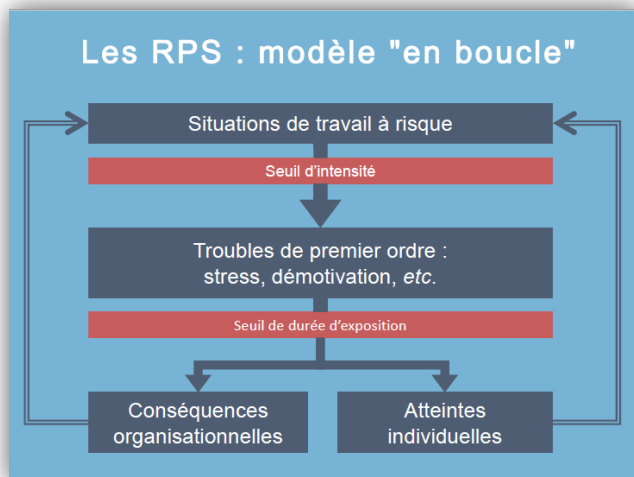 Les RPS : modèle "en boucle"
Situations de travail à risque
Seuil d'intensité
Troubles de premier ordre :
stress, démotivation, etc.
Seuil de durée d'exposition
Conséquences
organisationnelles
Atteintes
individuelles